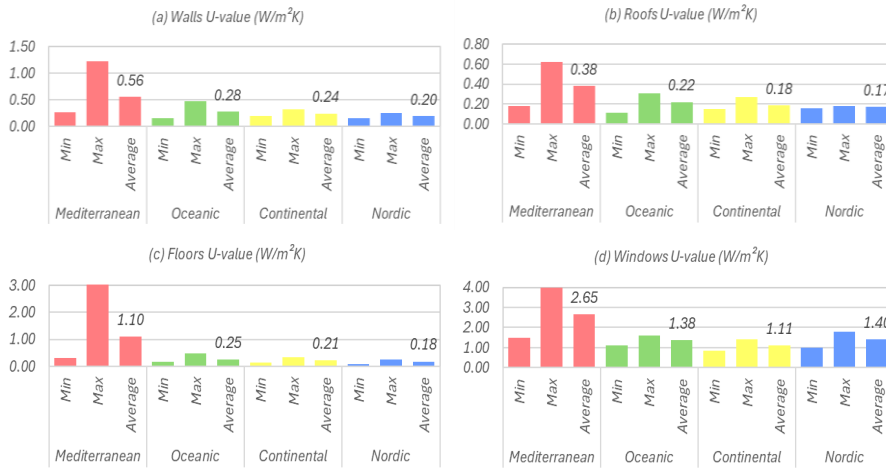 (a) Walls U-value (W/m²K)
1.50
1.00
0.50
0.00
0.56
0.28
0.24
0.20
Min Max Average Min Max Average Min Max Average Min Max Average
Mediterranean Oceanic Continental Nordic
(b) Roofs U-value (W/m²K)
0.80
0.60
0.40
0.20
0.00
0.38
0.22
0.18
0.17
Min Max Average Min Max Average Min Max Average Min Max Average
Mediterranean Oceanic Continental Nordic
(c) Floors U-value (W/m²K)
3.00
2.00
1.00
0.00
1.10
0.25
0.21
0.18
Min Max Average Min Max Average Min Max Average Min Max Average
Mediterranean Oceanic Continental Nordic
(d) Windows U-value (W/m²K)
4.00
3.00
2.00
1.00
0.00
2.65
1.38
1.11
1.40
Min Max Average Min Max Average Min Max Average Min Max Average
Mediterranean Oceanic Continental Nordic